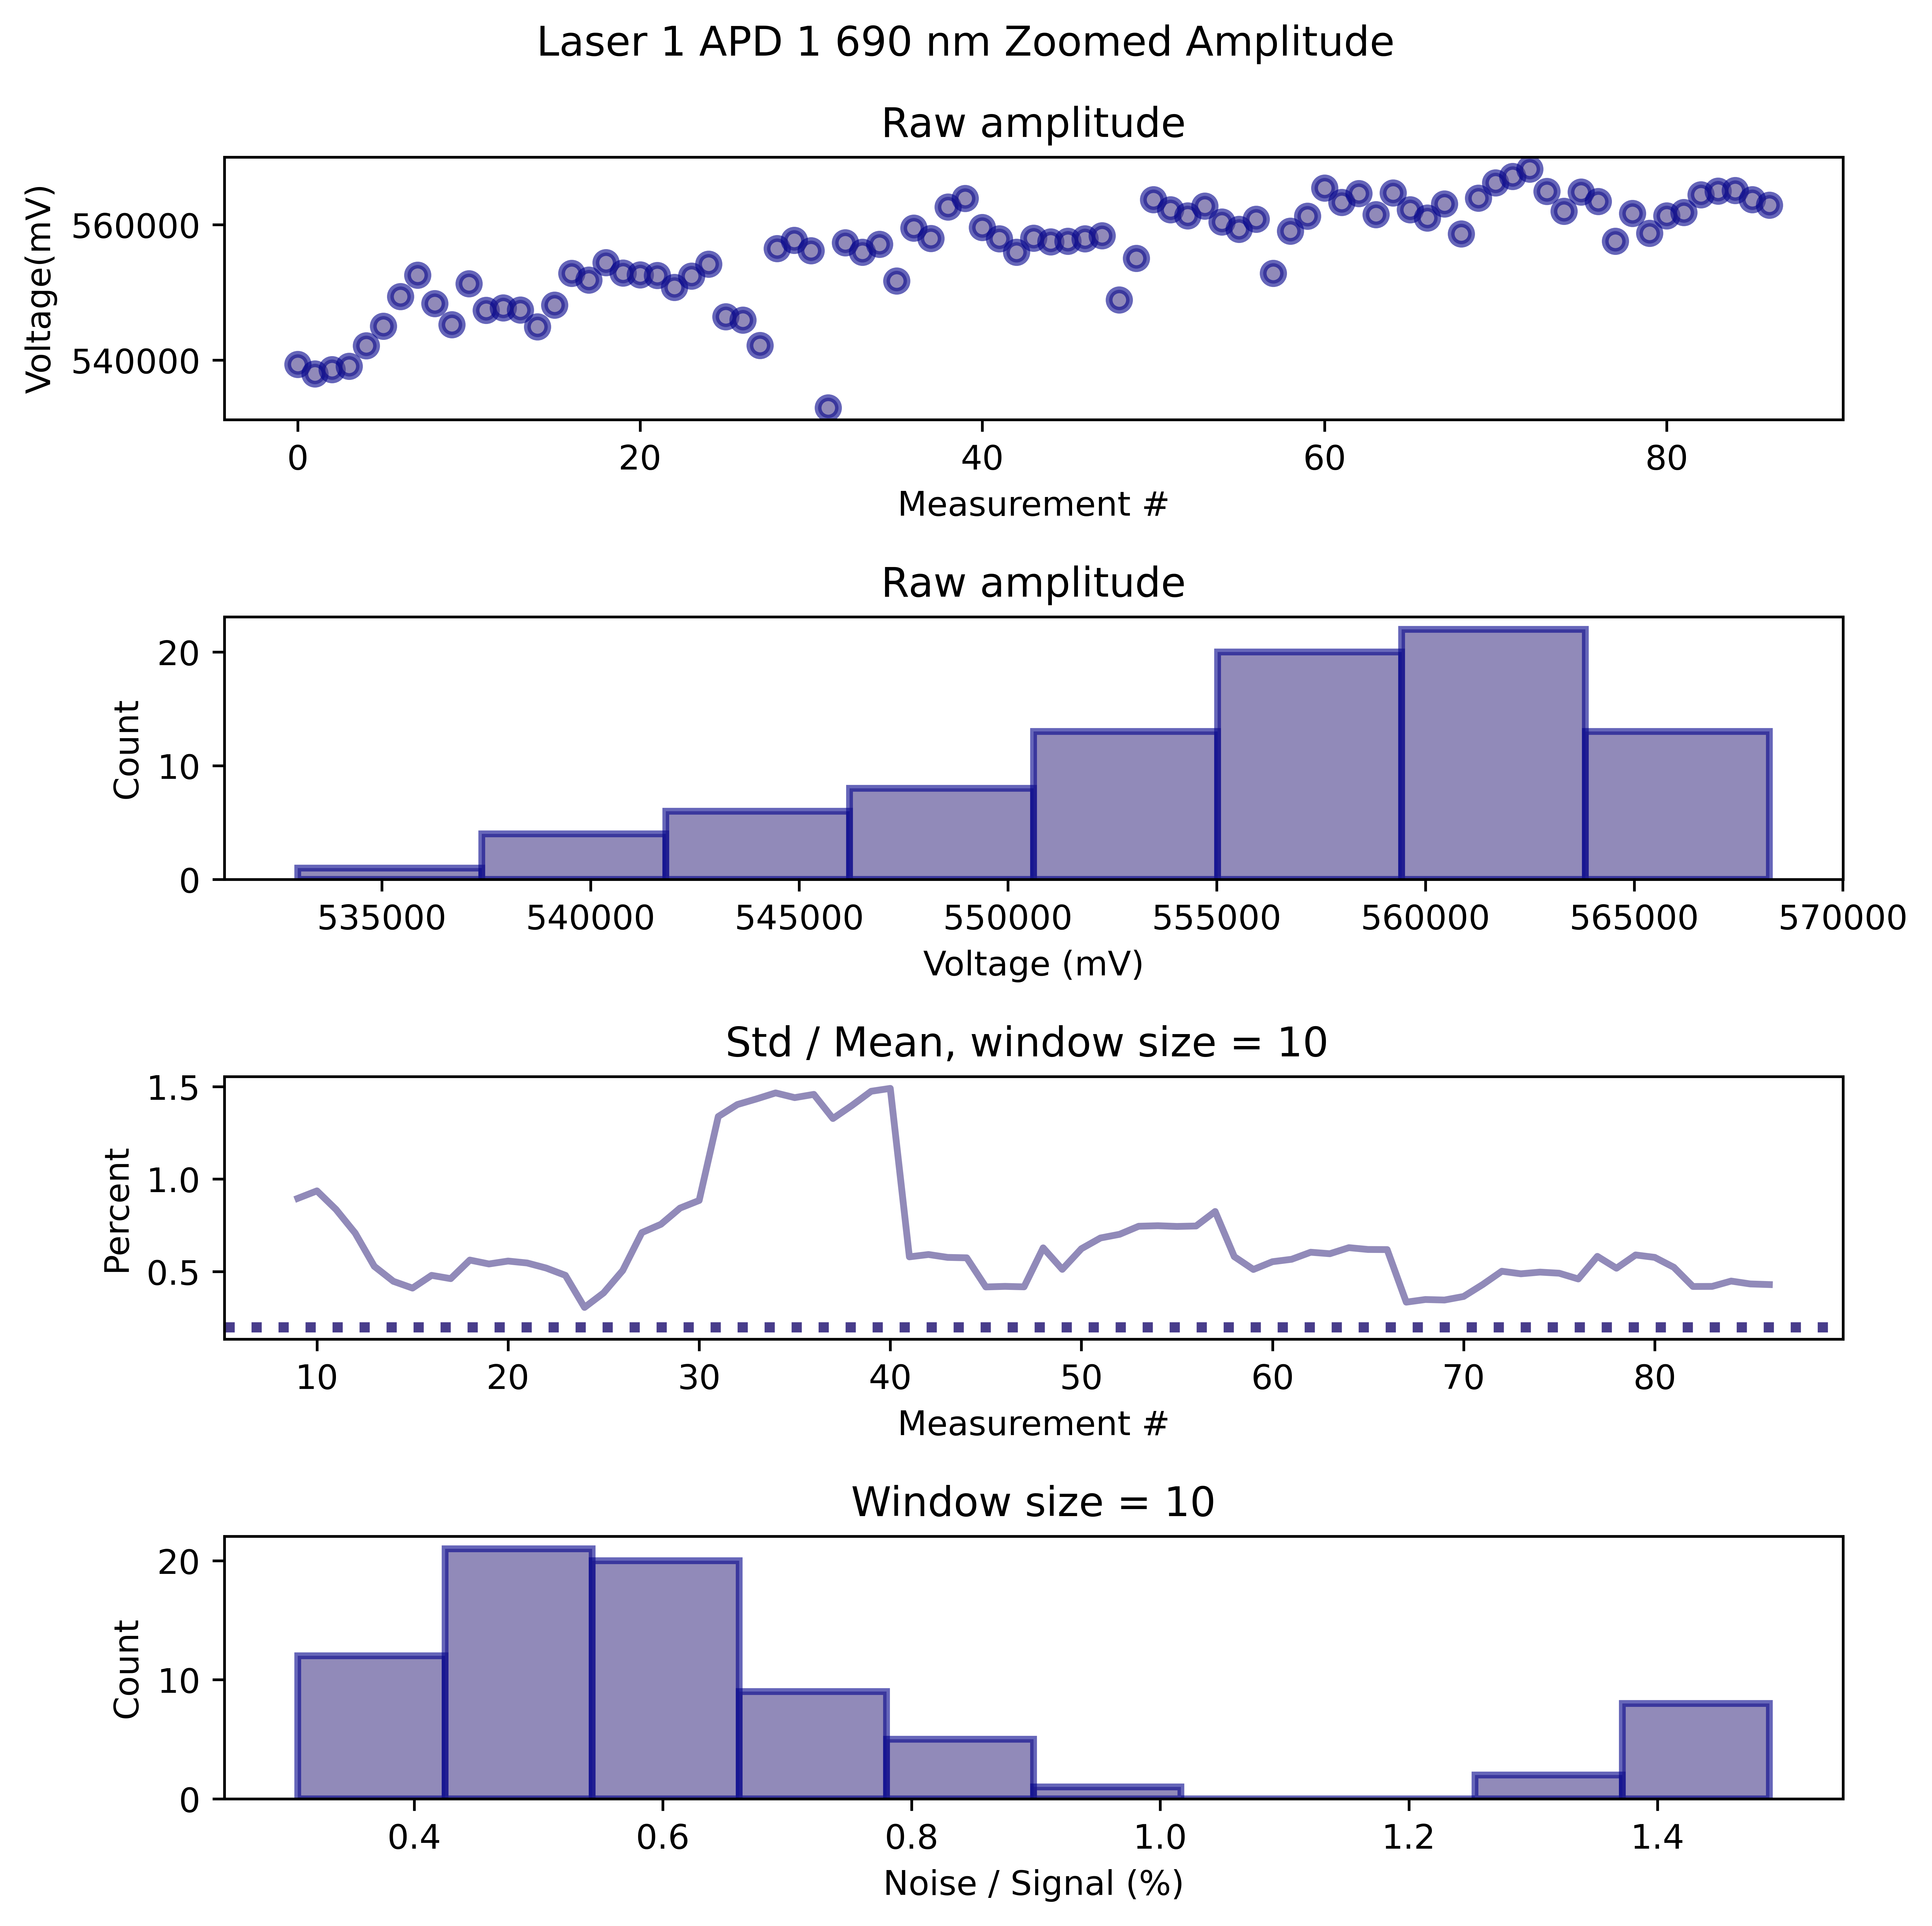 Laser 1 APD 1 690 nm Zoomed Amplitude
Raw amplitude
Voltage(mV)
560000
540000
0 20 40 60 80
Measurement #
Raw amplitude
Count
20
10
0
535000 540000 545000 550000 555000 560000 565000 570000
Voltage (mV)
Std / Mean, window size = 10
Percent
1.5
1.0
0.5
10 20 30 40 50 60 70 80
Measurement #
Window size = 10
Count
20
10
0
0.4 0.6 0.8 1.0 1.2 1.4
Noise / Signal (%)